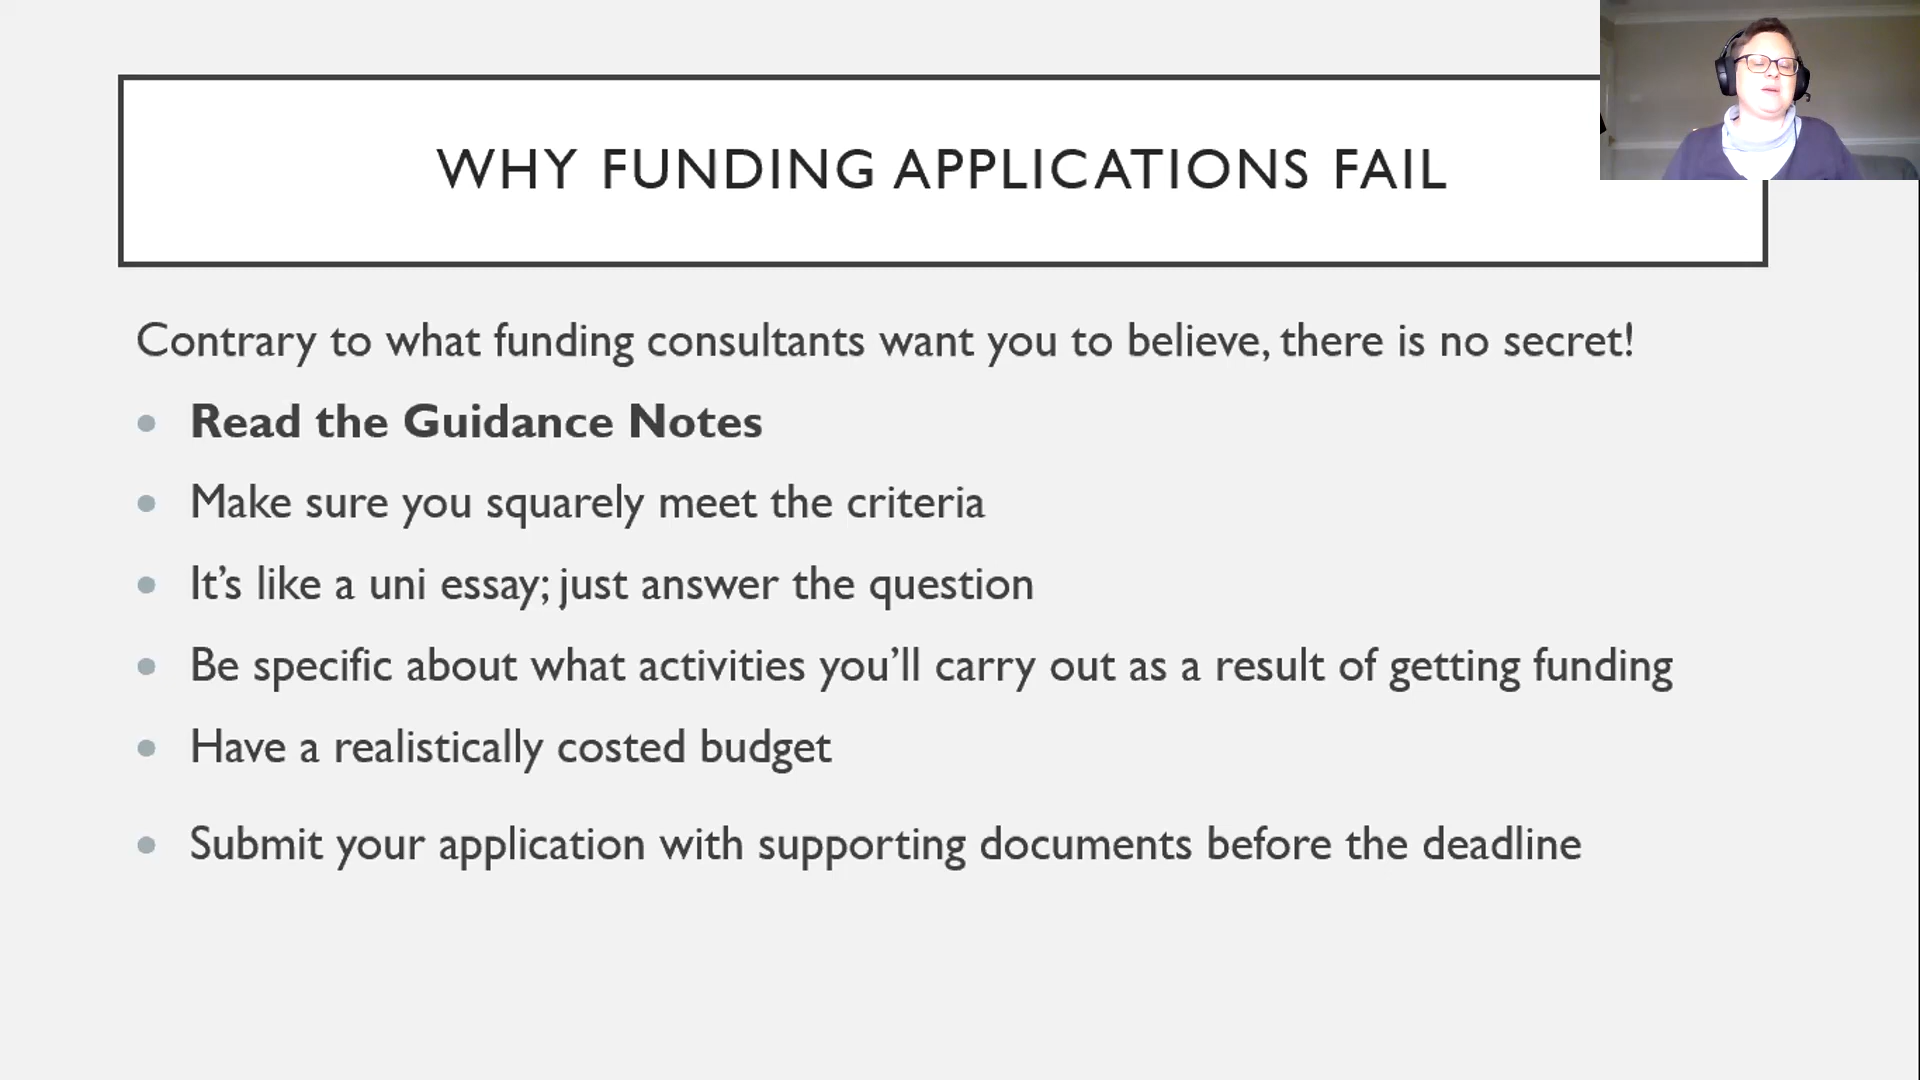 WHY FUNDING APPLICATIONS FAIL
Contrary to what funding consultants want you to believe, there is no secret!
• Read the Guidance Notes
• Make sure you squarely meet the criteria
• It’s like a uni essay; just answer the question
• Be specific about what activities you’ll carry out as a result of getting funding
• Have a realistically costed budget
• Submit your application with supporting documents before the deadline